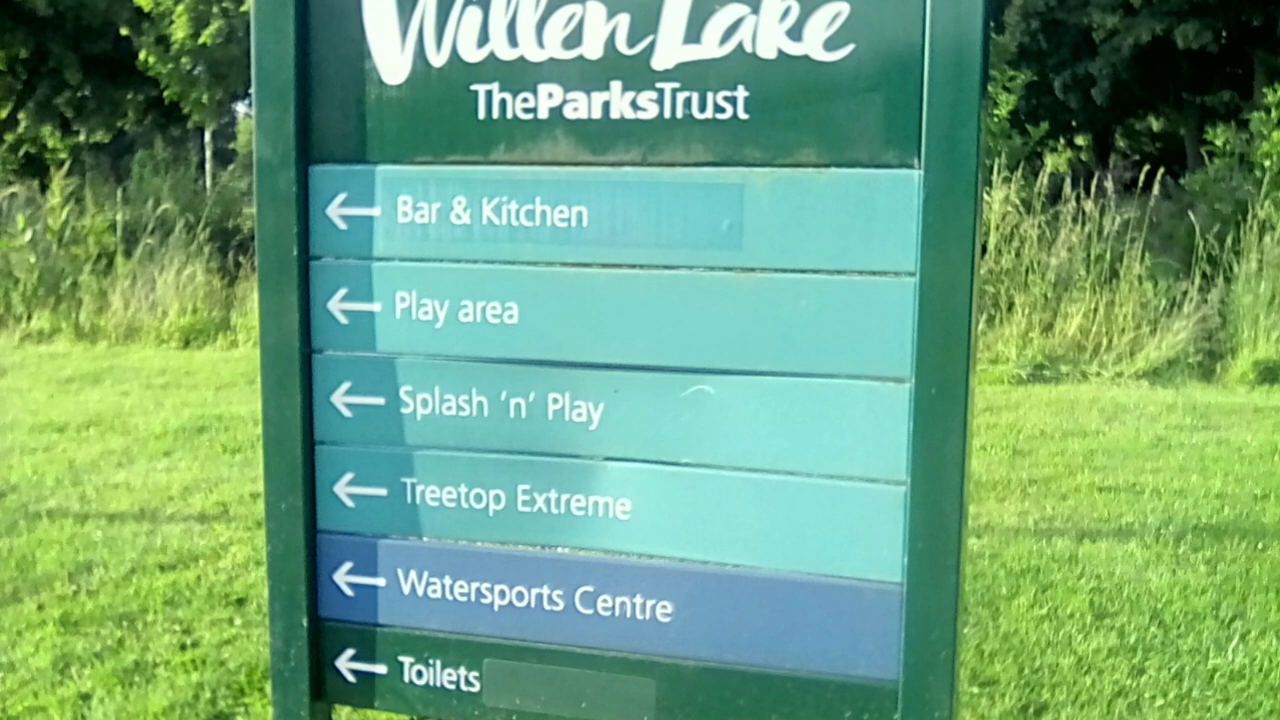 Willen Lake
TheParksTrust
Bar & Kitchen
Play area
Splash ‘n’ Play
Treetop Extreme
Watersports Centre
Toilets